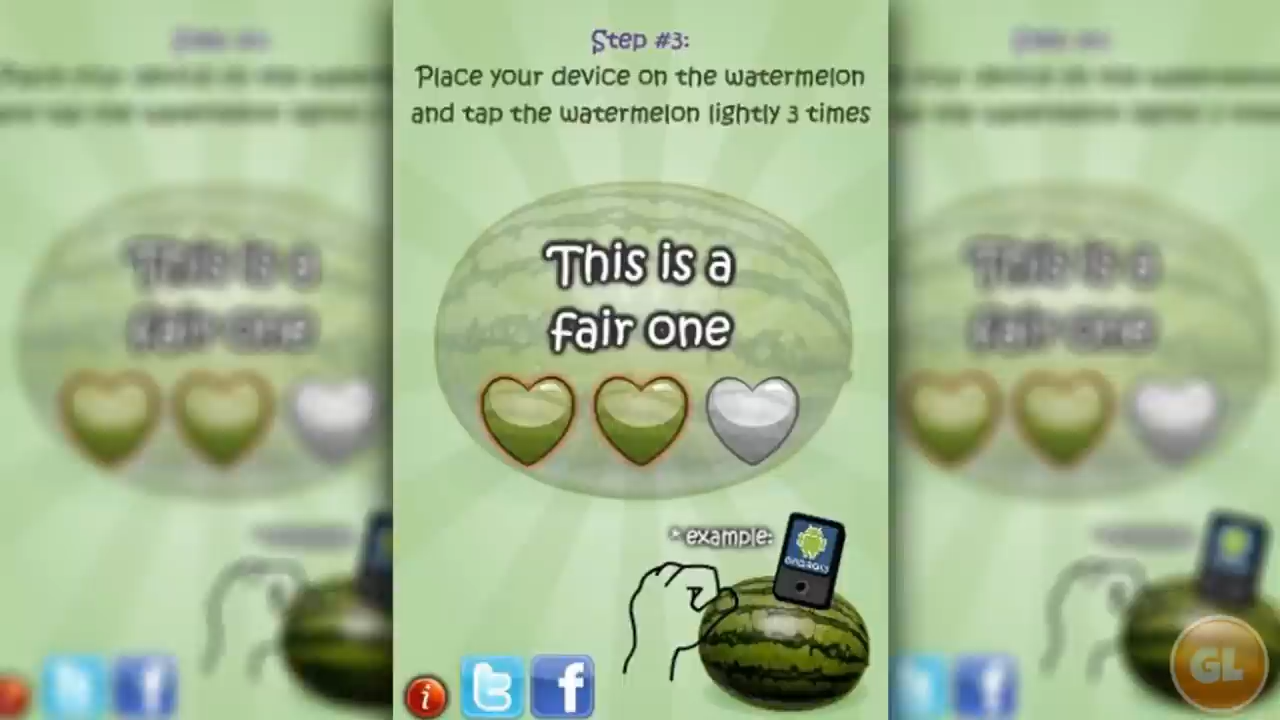 Step #3:
Place your device on the watermelon
and tap the watermelon lightly 3 times
This is a
fair one
* example:
ANDROID
GL